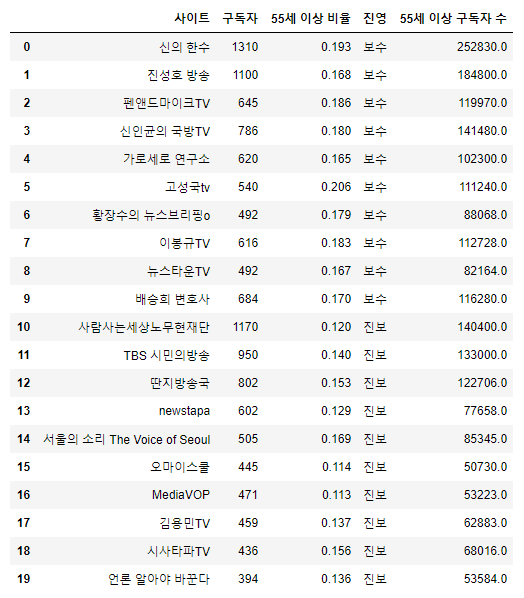 사이트 구독자 55세 이상 비율 진영 55세 이상 구독자 수
0 신의 한수 1310 0.193 보수 252830.0
1 진성호 방송 1100 0.168 보수 184800.0
2 펜앤드마이크TV 645 0.186 보수 119970.0
3 신인균의 국방TV 786 0.180 보수 141480.0
4 가로세로 연구소 620 0.165 보수 102300.0
5 고성국tv 540 0.206 보수 111240.0
6 황장수의 뉴스브리핑o 492 0.179 보수 88068.0
7 이봉규TV 616 0.183 보수 112728.0
8 뉴스타운TV 492 0.167 보수 82164.0
9 배승희 변호사 684 0.170 보수 116280.0
10 사람사는세상노무현재단 1170 0.120 진보 140400.0
11 TBS 시민의방송 950 0.140 진보 133000.0
12 딴지방송국 802 0.153 진보 122706.0
13 newstapa 602 0.129 진보 77658.0
14 서울의 소리 The Voice of Seoul 505 0.169 진보 85345.0
15 오마이스쿨 445 0.114 진보 50730.0
16 MediaVOP 471 0.113 진보 53223.0
17 김용민TV 459 0.137 진보 62883.0
18 시사타파TV 436 0.156 진보 68016.0
19 언론 알아야 바꾼다 394 0.136 진보 53584.0